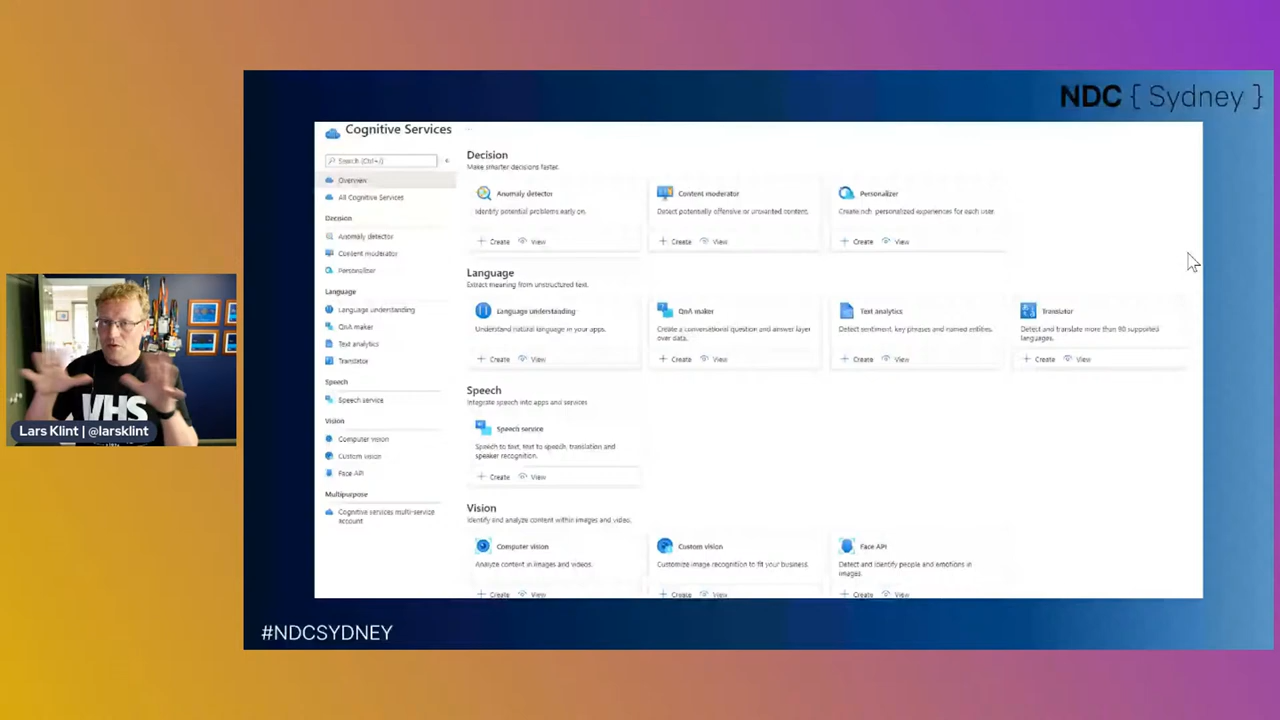 NDC { Sydney }
Cognitive Services
Search (Ctrl+/)
Overview
All Cognitive Services
Decision
Anomaly detector
Content moderator
Personalizer
Language
Language understanding
QnA maker
Text analytics
Translator
Speech
Speech service
Vision
Computer vision
Custom vision
Face API
Multipurpose
Cognitive services multi-service
account
Decision
Make smarter decisions faster.
Anomaly detector
Identify potential problems early on.
+ Create View
Content moderator
Detect potentially offensive or unwanted content.
+ Create View
Personalizer
Create rich, personalized experiences for each user.
+ Create View
Language
Extract meaning from unstructured text.
Language understanding
Understand natural language in your apps.
+ Create View
QnA maker
Create a conversational question and answer layer
over data.
+ Create View
Text analytics
Detect sentiment, key phrases and named entities.
+ Create View
Translator
Detect and translate more than 90 supported
languages.
+ Create View
Speech
Integrate speech into apps and services
Speech service
Speech to text, text to speech, translation and
speaker recognition.
+ Create View
Vision
Identify and analyze content within images and video.
Computer vision
Analyze content in images and videos.
+ Create View
Custom vision
Customize image recognition to fit your business.
+ Create View
Face API
Detect and identify people and emotions in
images.
+ Create View
VHS
Lars Klint | @larsklint
#NDCSYDNEY